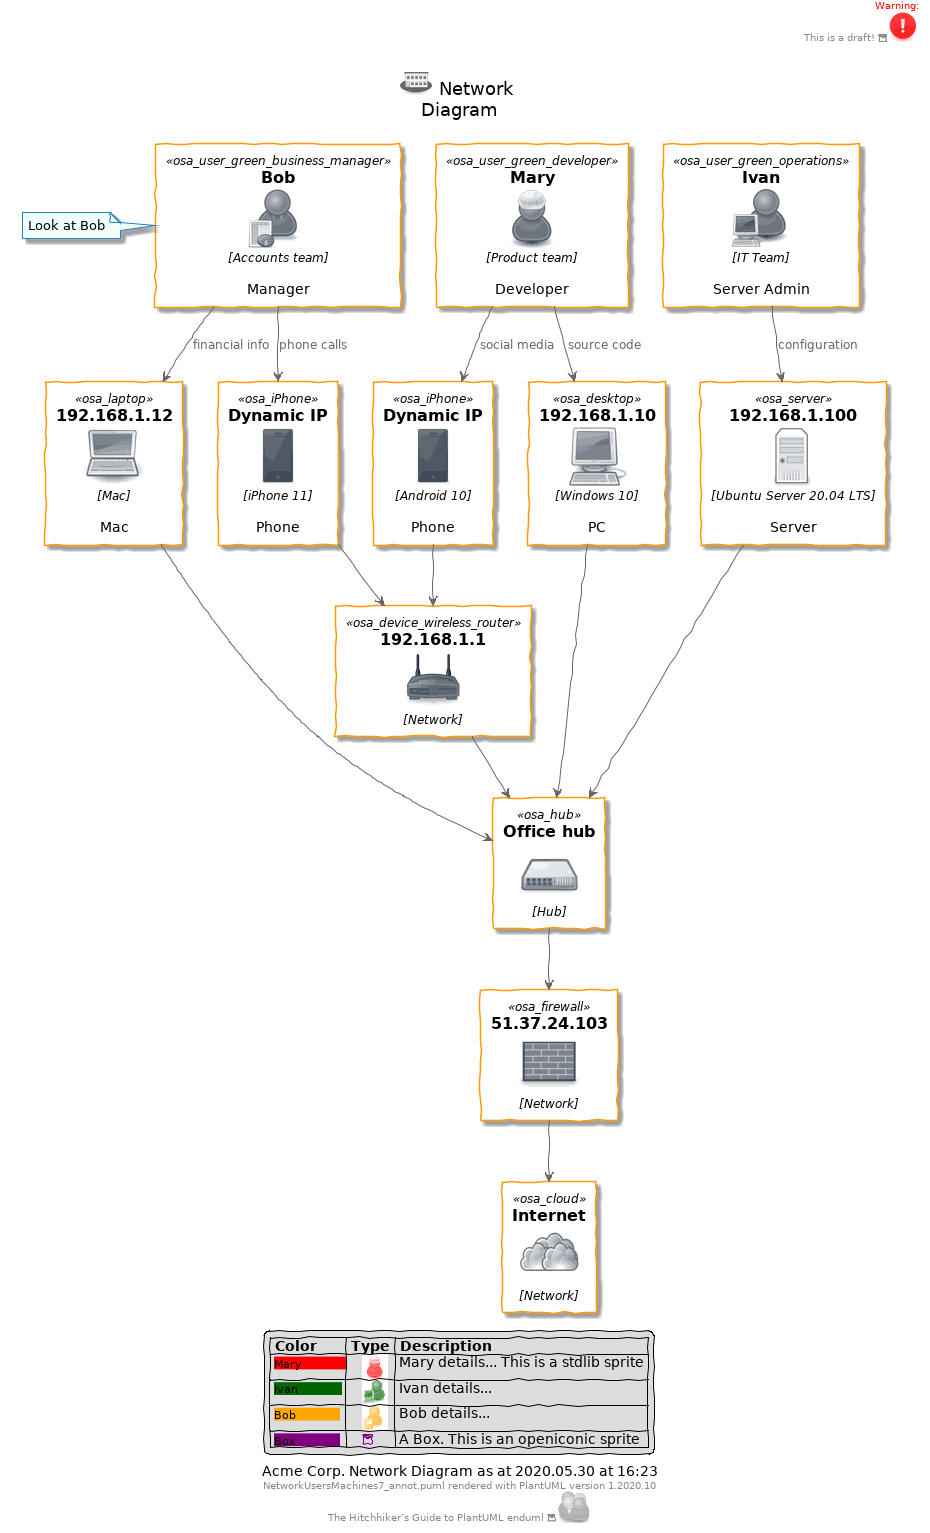 Warning:
This is a draft!
Network
Diagram
«osa_user_green_business_manager»
Bob
[Accounts team]
Manager
«osa_user_green_developer»
Mary
[Product team]
Developer
«osa_user_green_operations»
Ivan
[IT Team]
Server Admin
Look at Bob
financial info
phone calls
social media
source code
configuration
«osa_laptop»
192.168.1.12
[Mac]
Mac
«osa_iPhone»
Dynamic IP
[iPhone 11]
Phone
«osa_iPhone»
Dynamic IP
[Android 10]
Phone
«osa_desktop»
192.168.1.10
[Windows 10]
PC
«osa_server»
192.168.1.100
[Ubuntu Server 20.04 LTS]
Server
«osa_device_wireless_router»
192.168.1.1
[Network]
«osa_hub»
Office hub
[Hub]
«osa_firewall»
51.37.24.103
[Network]
«osa_cloud»
Internet
[Network]
Color Type Description
Mary Mary details... This is a stdlib sprite
Ivan Ivan details...
Bob Bob details...
Box A Box. This is an openiconic sprite
Acme Corp. Network Diagram as at 2020.05.30 at 16:23
NetworkUsersMachines7_annot.puml rendered with PlantUML version 1.2020.10
The Hitchhiker's Guide to PlantUML enduml